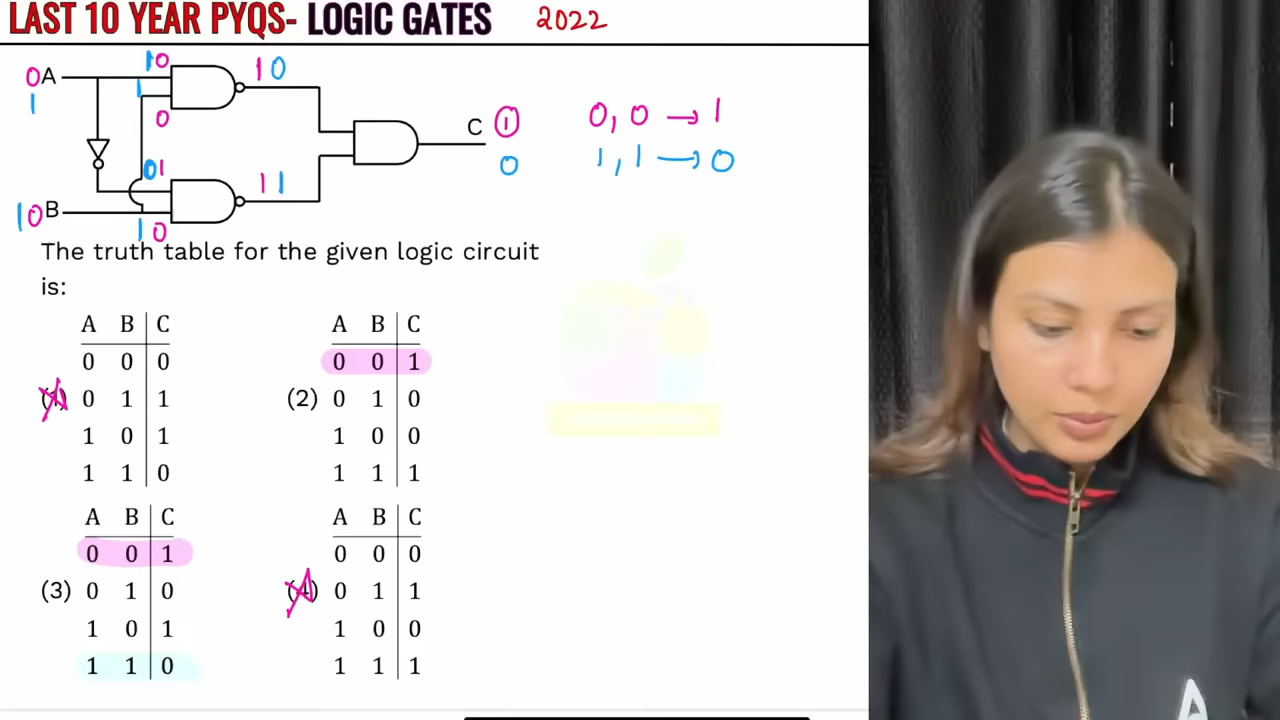 LAST 10 YEAR PYQS- LOGIC GATES 2022
0A 10 10
1 1
0
C ① 0, 0 → 1
0 1, 1 → 0
01 11
10B
10
The truth table for the given logic circuit
is:
A B C
0 0 0
(1) 0 1 1
1 0 1
1 1 0
A B C
0 0 1
(2) 0 1 0
1 0 0
1 1 1
A B C
0 0 1
(3) 0 1 0
1 0 1
1 1 0
A B C
0 0 0
(4) 0 1 1
1 0 0
1 1 1
A